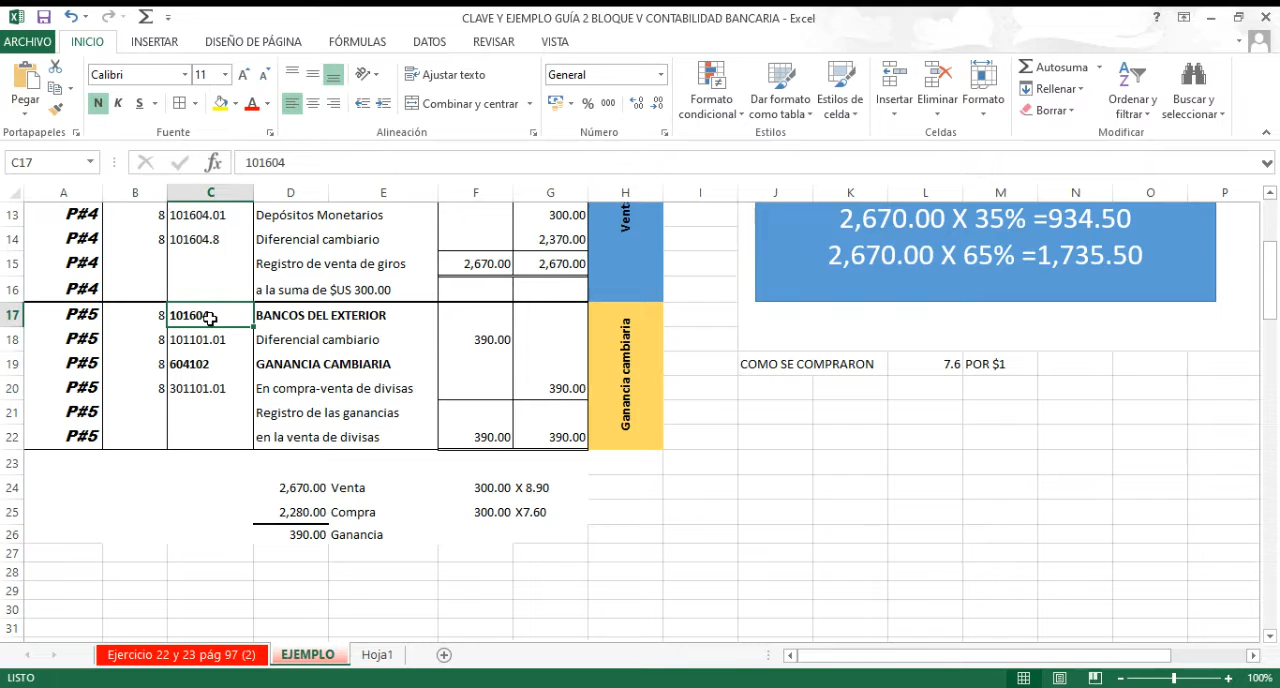 CLAVE Y EJEMPLO GUÍA 2 BLOQUE V CONTABILIDAD BANCARIA - Excel
ARCHIVO INICIO INSERTAR DISEÑO DE PÁGINA FÓRMULAS DATOS REVISAR VISTA
Pegar
Calibri 11
N K S
Ajustar texto
Combinar y centrar
General
% 000
Formato condicional
Dar formato como tabla
Estilos de celda
Insertar Eliminar Formato
Autosuma
Rellenar
Borrar
Ordenar y filtrar
Buscar y seleccionar
Portapapeles Fuente Alineación Número Estilos Celdas Modificar
C17 fx 101604
A B C D E F G H I J K L M N O P
13 P#4 8 101604.01 Depósitos Monetarios 300.00
14 P#4 8 101604.8 Diferencial cambiario 2,370.00
15 P#4 Registro de venta de giros 2,670.00 2,670.00
16 P#4 a la suma de $US 300.00
Vent
2,670.00 X 35% =934.50
2,670.00 X 65% =1,735.50
17 P#5 8 101604 BANCOS DEL EXTERIOR
18 P#5 8 101101.01 Diferencial cambiario 390.00
19 P#5 8 604102 GANANCIA CAMBIARIA COMO SE COMPRARON 7.6 POR $1
20 P#5 8 301101.01 En compra-venta de divisas 390.00
21 P#5 Registro de las ganancias
22 P#5 en la venta de divisas 390.00 390.00
Ganancia cambiaria
23
24 2,670.00 Venta 300.00 X 8.90
25 2,280.00 Compra 300.00 X7.60
26 390.00 Ganancia
27
28
29
30
31
Ejercicio 22 y 23 pág 97 (2) EJEMPLO Hoja1
LISTO 100%